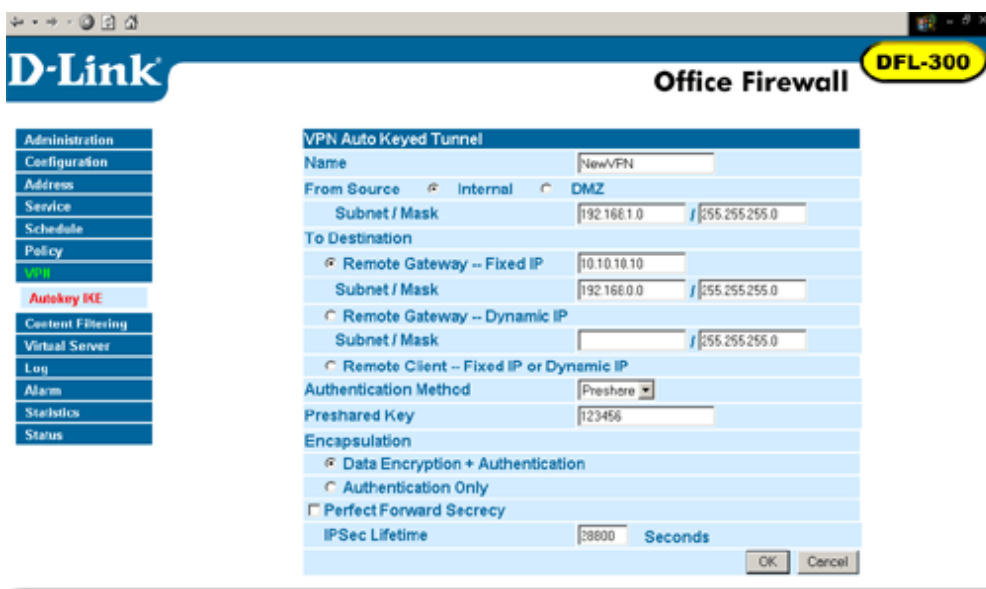 D-Link
Office Firewall
DFL-300
Administration
Configuration
Address
Service
Schedule
Policy
VPN
Autokey IKE
Content Filtering
Virtual Server
Log
Alarm
Statistics
Status
VPN Auto Keyed Tunnel
Name NewVPN
From Source Internal DMZ
Subnet / Mask 192.168.1.0 / 255.255.255.0
To Destination
Remote Gateway -- Fixed IP 10.10.10.10
Subnet / Mask 192.168.0.0 / 255.255.255.0
Remote Gateway -- Dynamic IP
Subnet / Mask / 255.255.255.0
Remote Client -- Fixed IP or Dynamic IP
Authentication Method Preshare
Preshared Key 123456
Encapsulation
Data Encryption + Authentication
Authentication Only
Perfect Forward Secrecy
IPSec Lifetime 28800 Seconds
OK Cancel